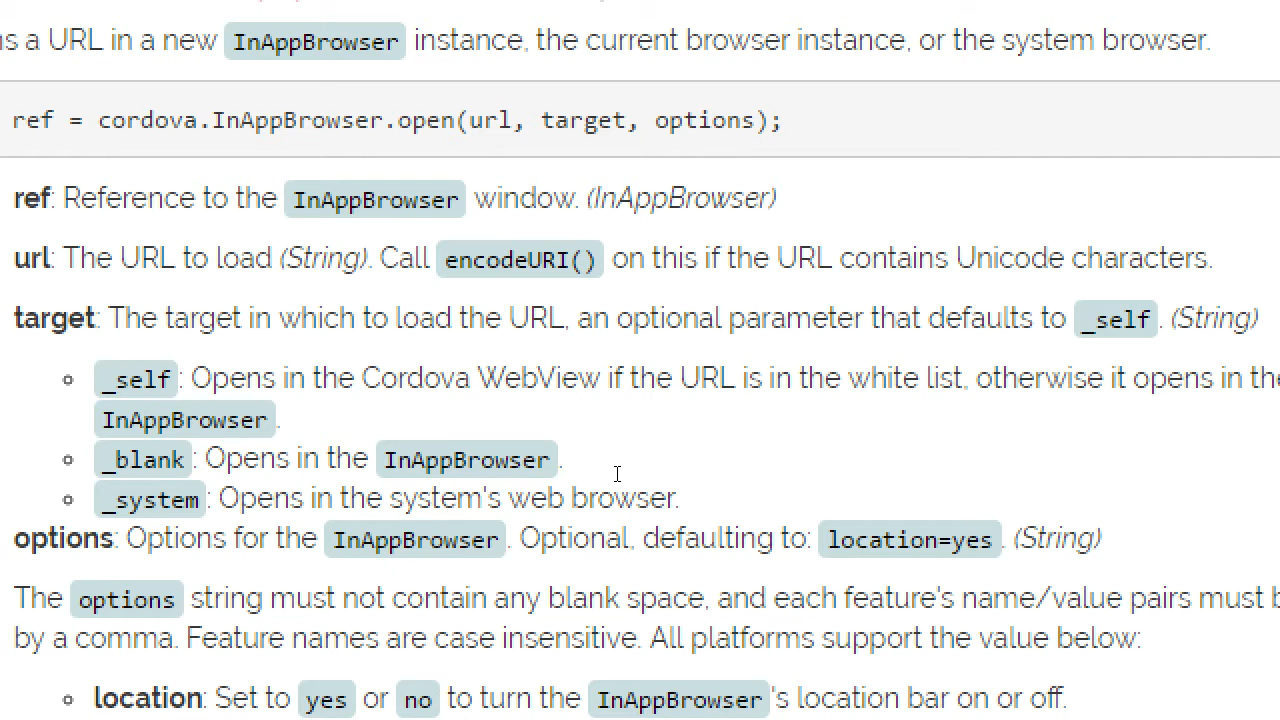 s a URL in a new InAppBrowser instance, the current browser instance, or the system browser.
ref = cordova.InAppBrowser.open(url, target, options);
ref: Reference to the InAppBrowser window. (InAppBrowser)
url: The URL to load (String). Call encodeURI() on this if the URL contains Unicode characters.
target: The target in which to load the URL, an optional parameter that defaults to _self. (String)
_self: Opens in the Cordova WebView if the URL is in the white list, otherwise it opens in the
InAppBrowser.
_blank: Opens in the InAppBrowser.
_system: Opens in the system's web browser.
options: Options for the InAppBrowser. Optional, defaulting to: location=yes. (String)
The options string must not contain any blank space, and each feature's name/value pairs must
by a comma. Feature names are case insensitive. All platforms support the value below:
location: Set to yes or no to turn the InAppBrowser's location bar on or off.